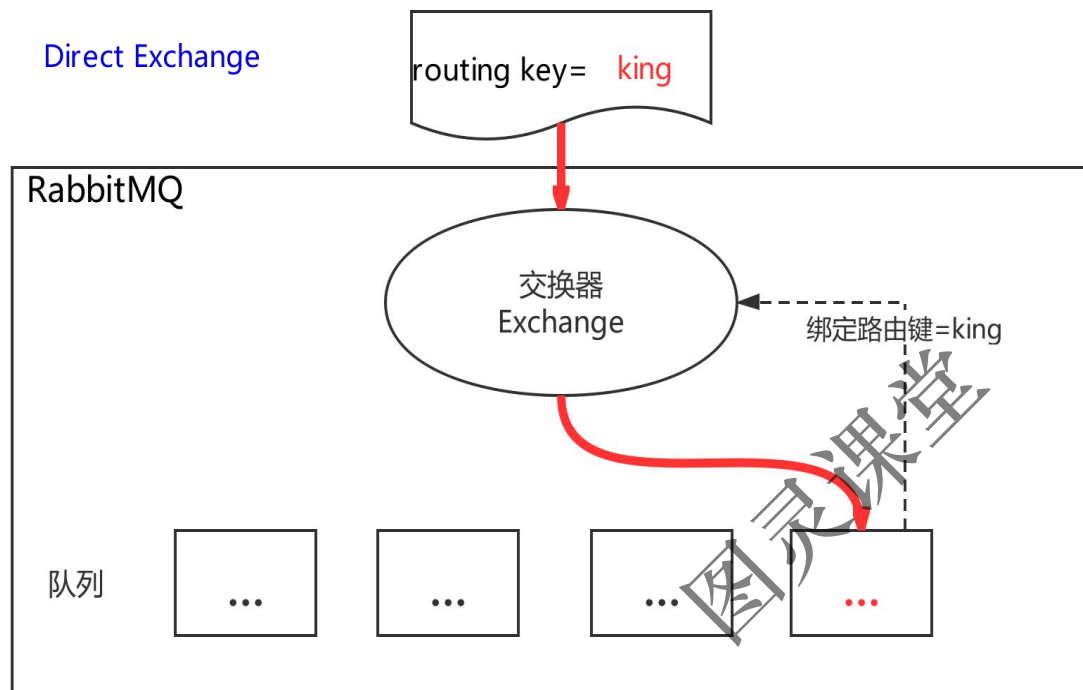 Direct Exchange
routing key= king
RabbitMQ
交换器
Exchange
绑定路由键=king
队列
...
...
...
...
图灵课堂